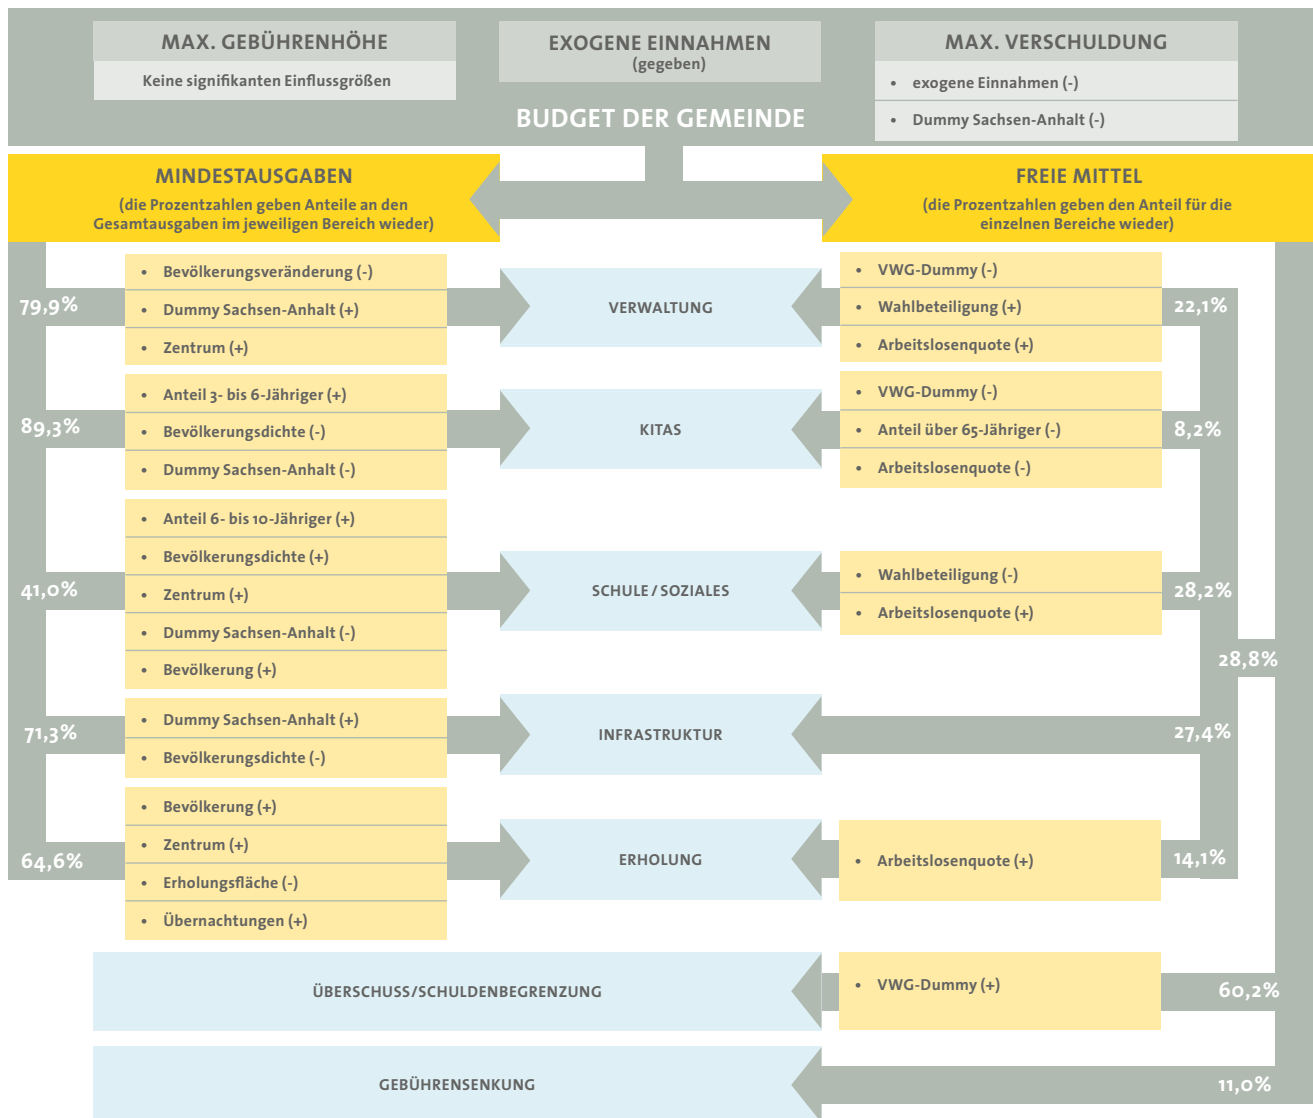 MAX. GEBÜHRENHÖHE
Keine signifikanten Einflussgrößen
EXOGENE EINNAHMEN
(gegeben)
MAX. VERSCHULDUNG
• exogene Einnahmen (-)
• Dummy Sachsen-Anhalt (-)
BUDGET DER GEMEINDE
MINDESTAUSGABEN
(die Prozentzahlen geben Anteile an den
Gesamtausgaben im jeweiligen Bereich wieder)
FREIE MITTEL
(die Prozentzahlen geben den Anteil für die
einzelnen Bereiche wieder)
79,9%
• Bevölkerungsveränderung (-)
• Dummy Sachsen-Anhalt (+)
• Zentrum (+)
VERWALTUNG
• VWG-Dummy (-)
• Wahlbeteiligung (+)
• Arbeitslosenquote (+)
22,1%
89,3%
• Anteil 3- bis 6-Jähriger (+)
• Bevölkerungsdichte (-)
• Dummy Sachsen-Anhalt (-)
KITAS
• VWG-Dummy (-)
• Anteil über 65-Jähriger (-)
• Arbeitslosenquote (-)
8,2%
41,0%
• Anteil 6- bis 10-Jähriger (+)
• Bevölkerungsdichte (+)
• Zentrum (+)
• Dummy Sachsen-Anhalt (-)
• Bevölkerung (+)
SCHULE / SOZIALES
• Wahlbeteiligung (-)
• Arbeitslosenquote (+)
28,2%
28,8%
71,3%
• Dummy Sachsen-Anhalt (+)
• Bevölkerungsdichte (-)
INFRASTRUKTUR
27,4%
64,6%
• Bevölkerung (+)
• Zentrum (+)
• Erholungsfläche (-)
• Übernachtungen (+)
ERHOLUNG
• Arbeitslosenquote (+)
14,1%
ÜBERSCHUSS/SCHULDENBEGRENZUNG
• VWG-Dummy (+)
60,2%
GEBÜHRENSENKUNG
11,0%